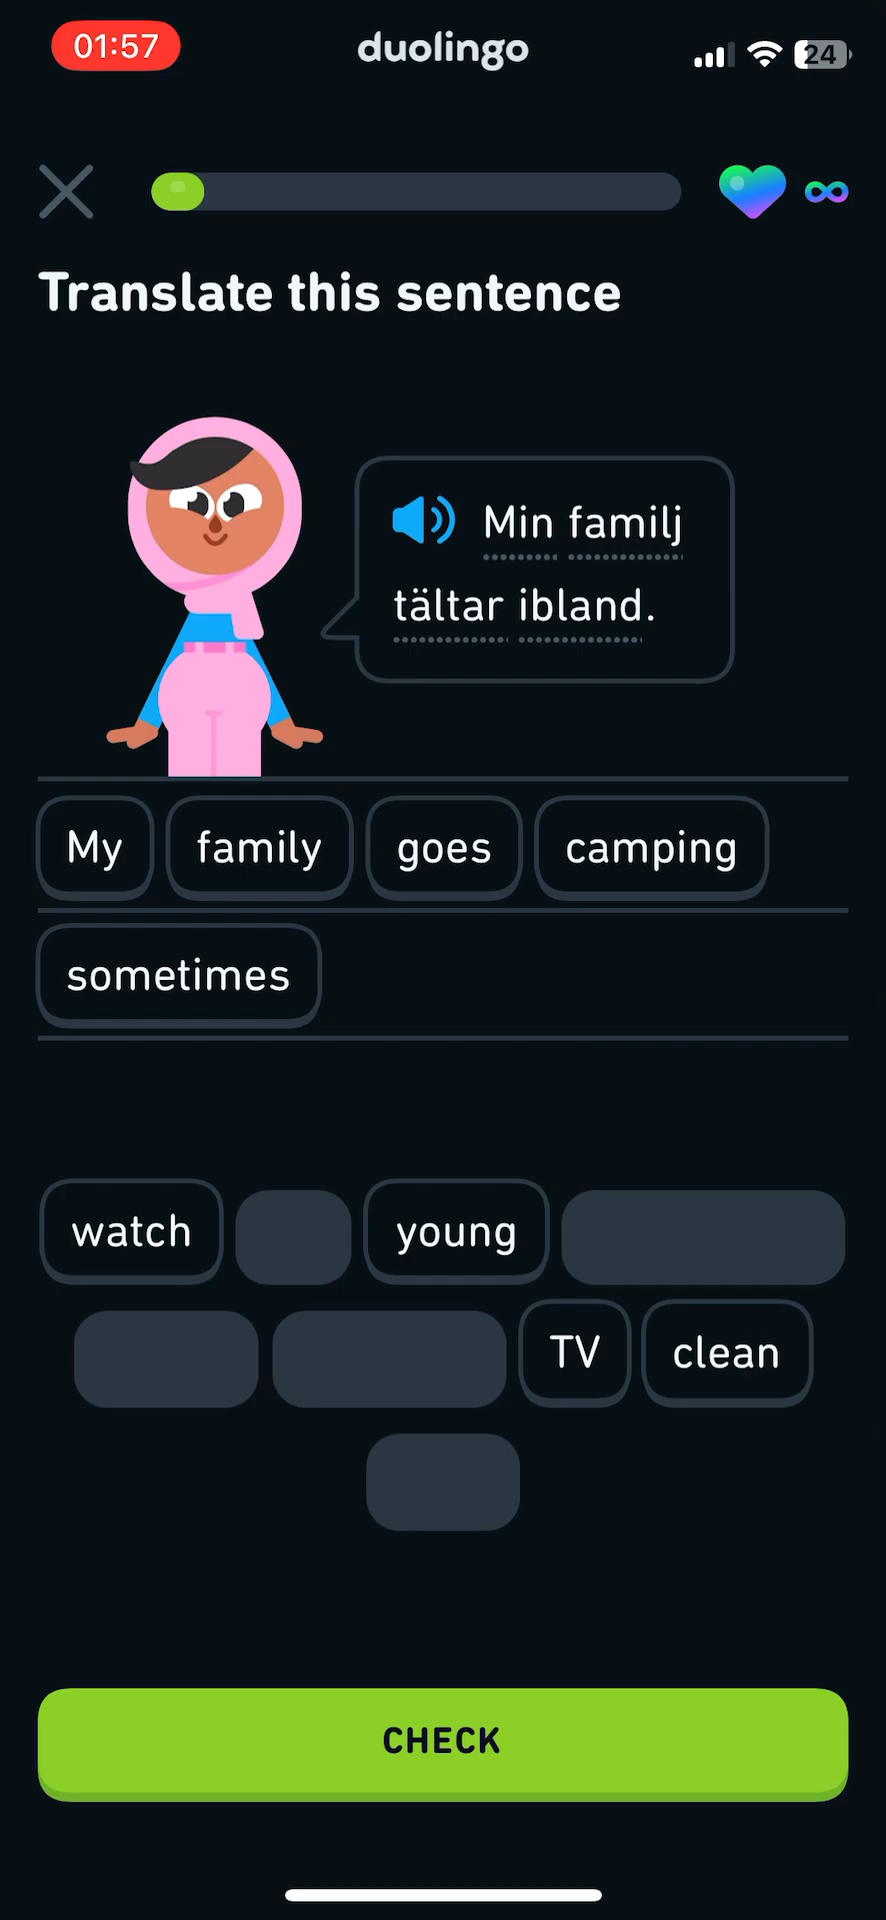 01:57 duolingo 24
Translate this sentence
Min familj
tältar ibland.
My family goes camping
sometimes
watch young
TV clean
CHECK